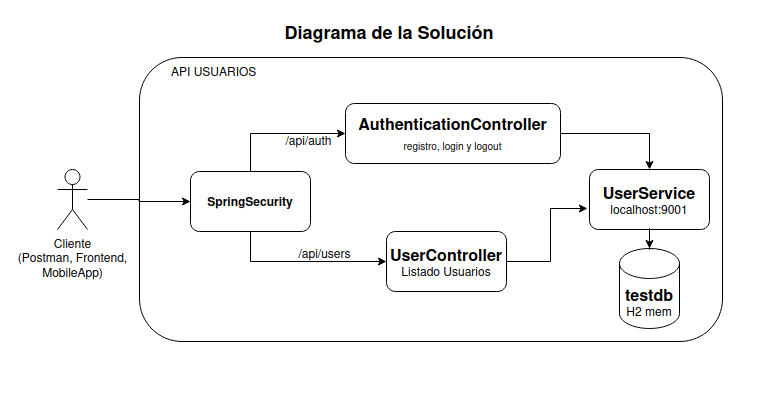 Diagrama de la Solución
API USUARIOS
/api/auth
AuthenticationController
registro, login y logout
SpringSecurity
UserService
localhost:9001
Cliente
(Postman, Frontend,
MobileApp)
/api/users
UserController
Listado Usuarios
testdb
H2 mem